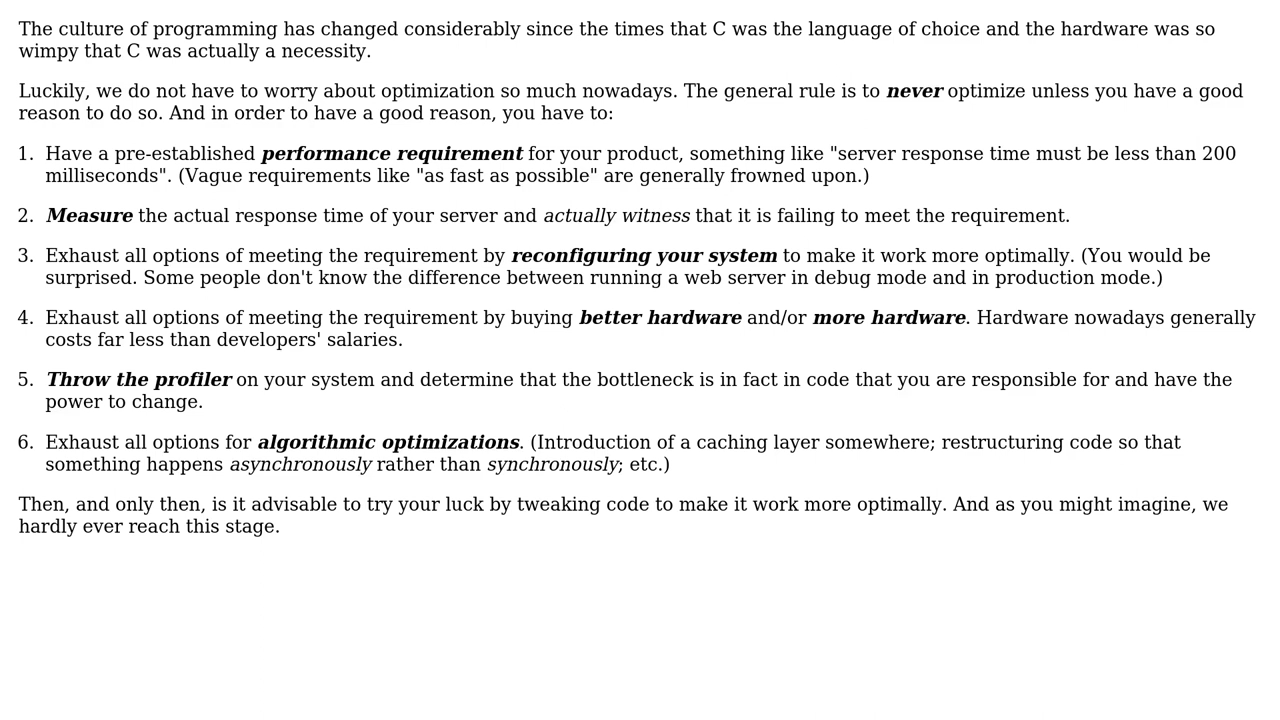 The culture of programming has changed considerably since the times that C was the language of choice and the hardware was so
wimpy that C was actually a necessity.
Luckily, we do not have to worry about optimization so much nowadays. The general rule is to never optimize unless you have a good
reason to do so. And in order to have a good reason, you have to:
1. Have a pre-established performance requirement for your product, something like "server response time must be less than 200
milliseconds". (Vague requirements like "as fast as possible" are generally frowned upon.)
2. Measure the actual response time of your server and actually witness that it is failing to meet the requirement.
3. Exhaust all options of meeting the requirement by reconfiguring your system to make it work more optimally. (You would be
surprised. Some people don't know the difference between running a web server in debug mode and in production mode.)
4. Exhaust all options of meeting the requirement by buying better hardware and/or more hardware. Hardware nowadays generally
costs far less than developers' salaries.
5. Throw the profiler on your system and determine that the bottleneck is in fact in code that you are responsible for and have the
power to change.
6. Exhaust all options for algorithmic optimizations. (Introduction of a caching layer somewhere; restructuring code so that
something happens asynchronously rather than synchronously; etc.)
Then, and only then, is it advisable to try your luck by tweaking code to make it work more optimally. And as you might imagine, we
hardly ever reach this stage.